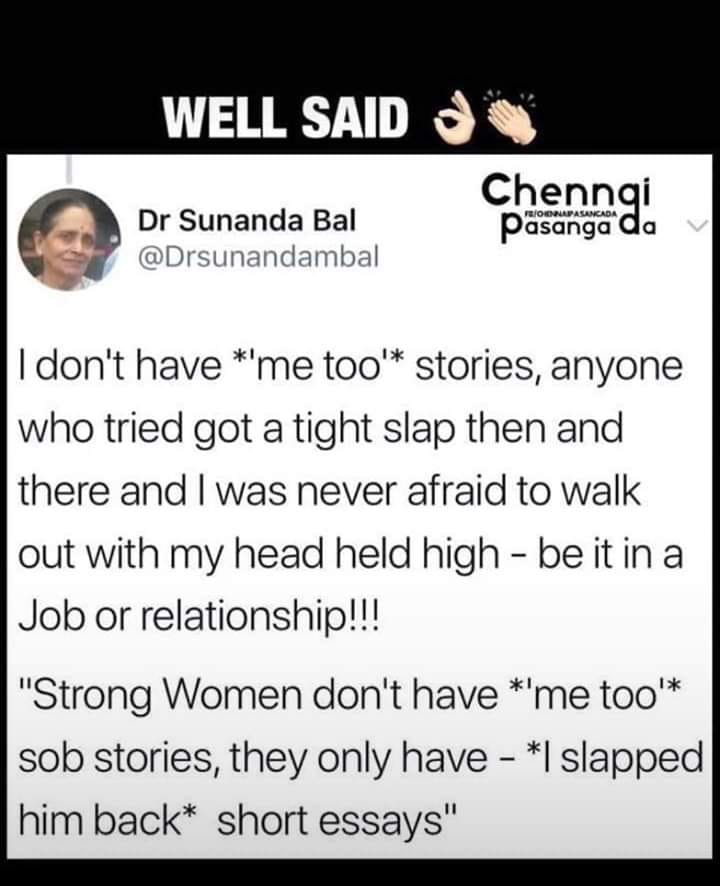 WELL SAID 👌🏻👏🏻
Chennai
FB/CHENNAIPASANGADA
Pasanga da
Dr Sunanda Bal
@Drsunandambal
I don't have *'me too'* stories, anyone
who tried got a tight slap then and
there and I was never afraid to walk
out with my head held high - be it in a
Job or relationship!!!
"Strong Women don't have *'me too'*
sob stories, they only have - *I slapped
him back* short essays"